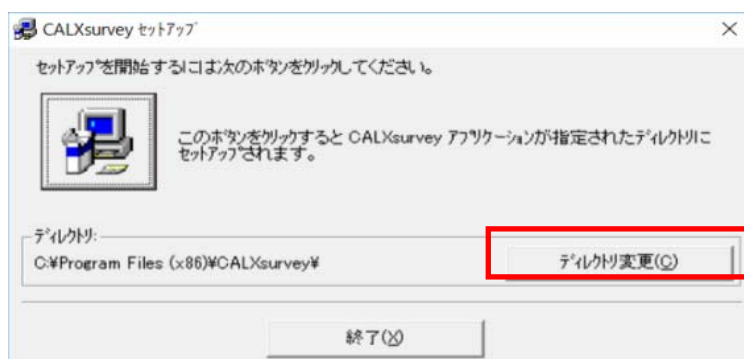 CALXsurvey セットアップ
セットアップを開始するには次のボタンをクリックしてください。
このボタンをクリックすると CALXsurvey アプリケーションが指定されたディレクトリに
セットアップされます。
ディレクトリ:
C:¥Program Files (x86)¥CALXsurvey¥
ディレクトリ変更(C)
終了(X)